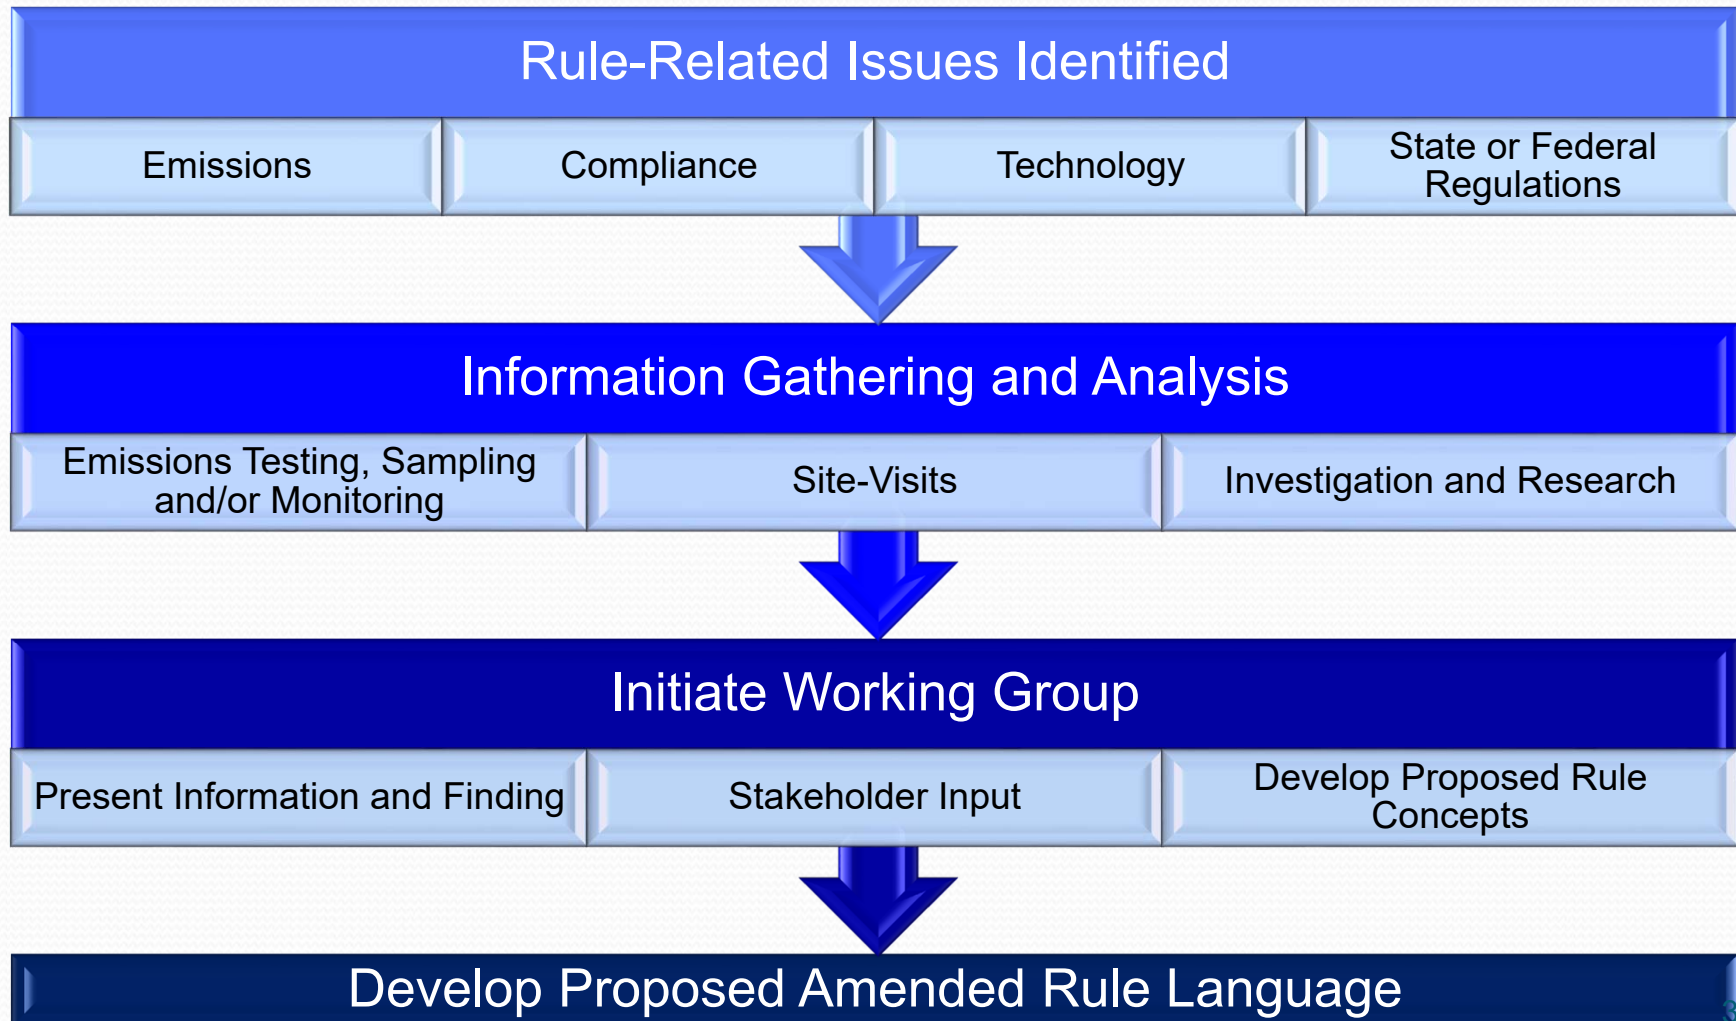 Rule-Related Issues Identified
Emissions
Compliance
Technology
State or Federal
Regulations
Information Gathering and Analysis
Emissions Testing, Sampling
and/or Monitoring
Site-Visits
Investigation and Research
Initiate Working Group
Present Information and Finding
Stakeholder Input
Develop Proposed Rule
Concepts
Develop Proposed Amended Rule Language